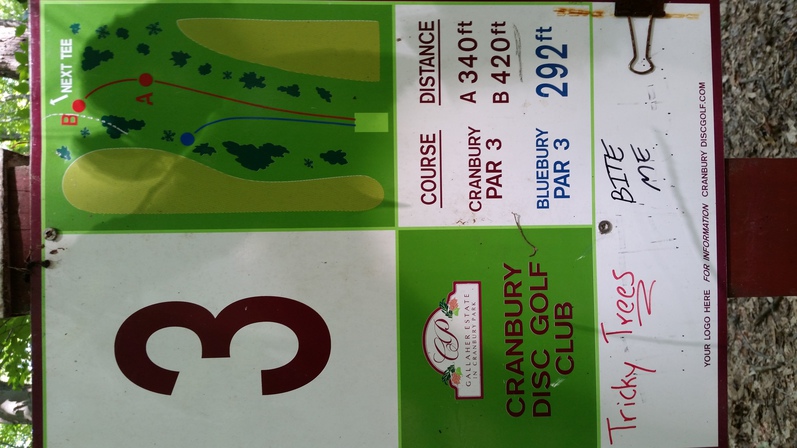 3
B
NEXT TEE
A
CP
GALLAHER ESTATE
IN CRANBURY PARK
CRANBURY
DISC GOLF
CLUB
COURSE DISTANCE
CRANBURY
PAR 3
A 340ft
B 420ft
BLUEBURY
PAR 3
292ft
Tricky Trees
BITE
ME
YOUR LOGO HERE FOR INFORMATION CRANBURY DISCGOLF.COM